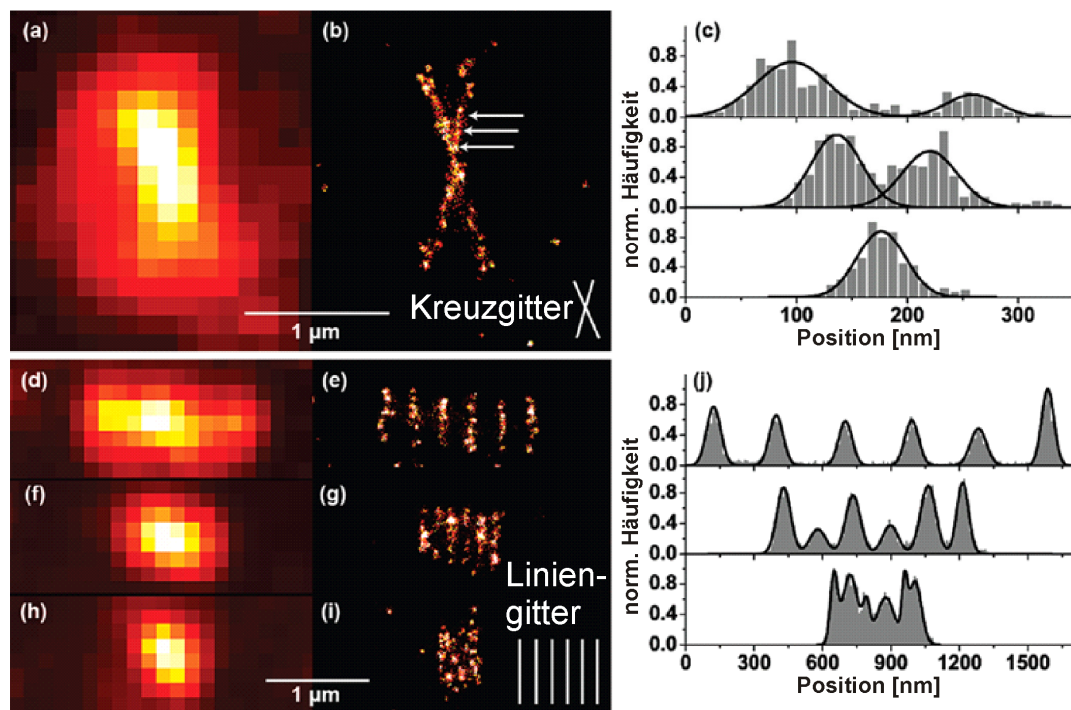 (a)
(b)
Kreuzgitter
1 µm
(c)
0.8
0.4
0.0
0.8
0.4
0.0
0.8
0.4
0.0
norm. Häufigkeit
0 100 200 300
Position [nm]
(d)
(e)
(f)
(g)
(h)
(i)
Linien-
gitter
1 µm
(j)
0.8
0.4
0.0
0.8
0.4
0.0
0.8
0.4
0.0
norm. Häufigkeit
0 300 600 900 1200 1500
Position [nm]